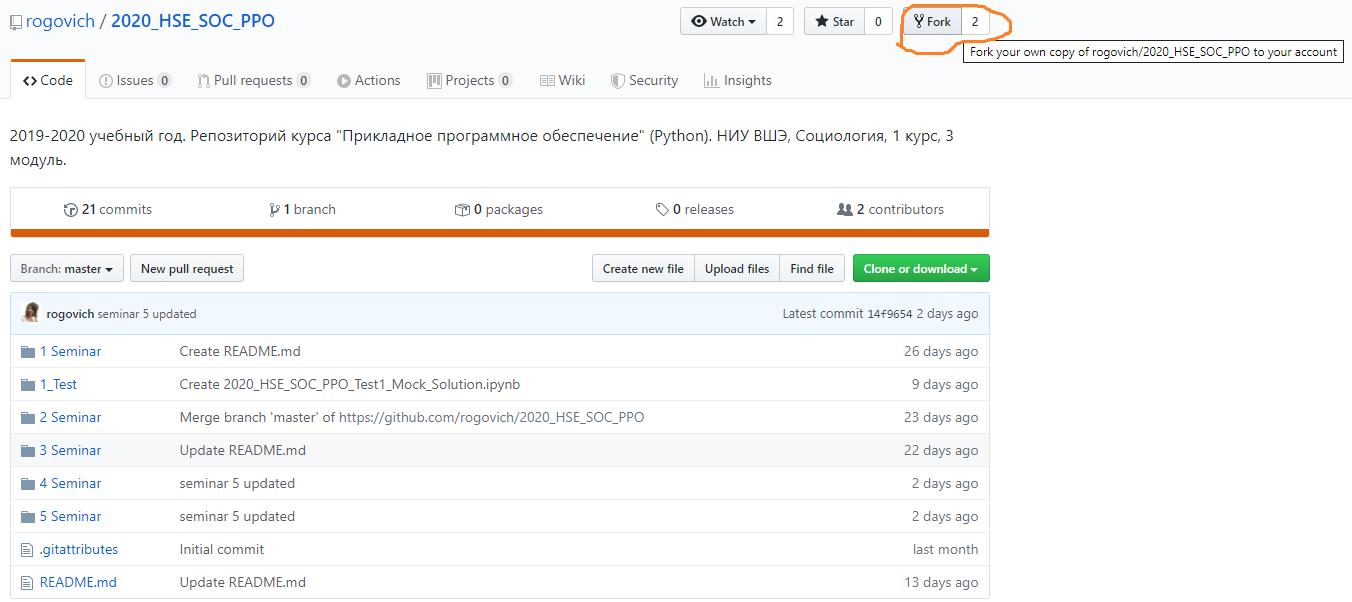 rogovich / 2020_HSE_SOC_PPO
Watch 2 Star 0 Fork 2
Fork your own copy of rogovich/2020_HSE_SOC_PPO to your account
Code Issues 0 Pull requests 0 Actions Projects 0 Wiki Security Insights
2019-2020 учебный год. Репозиторий курса "Прикладное программное обеспечение" (Python). НИУ ВШЭ, Социология, 1 курс, 3
модуль.
21 commits 1 branch 0 packages 0 releases 2 contributors
Branch: master New pull request Create new file Upload files Find file Clone or download
rogovich seminar 5 updated Latest commit 14f9654 2 days ago
1 Seminar Create README.md 26 days ago
1_Test Create 2020_HSE_SOC_PPO_Test1_Mock_Solution.ipynb 9 days ago
2 Seminar Merge branch 'master' of https://github.com/rogovich/2020_HSE_SOC_PPO 23 days ago
3 Seminar Update README.md 22 days ago
4 Seminar seminar 5 updated 2 days ago
5 Seminar seminar 5 updated 2 days ago
.gitattributes Initial commit last month
README.md Update README.md 13 days ago